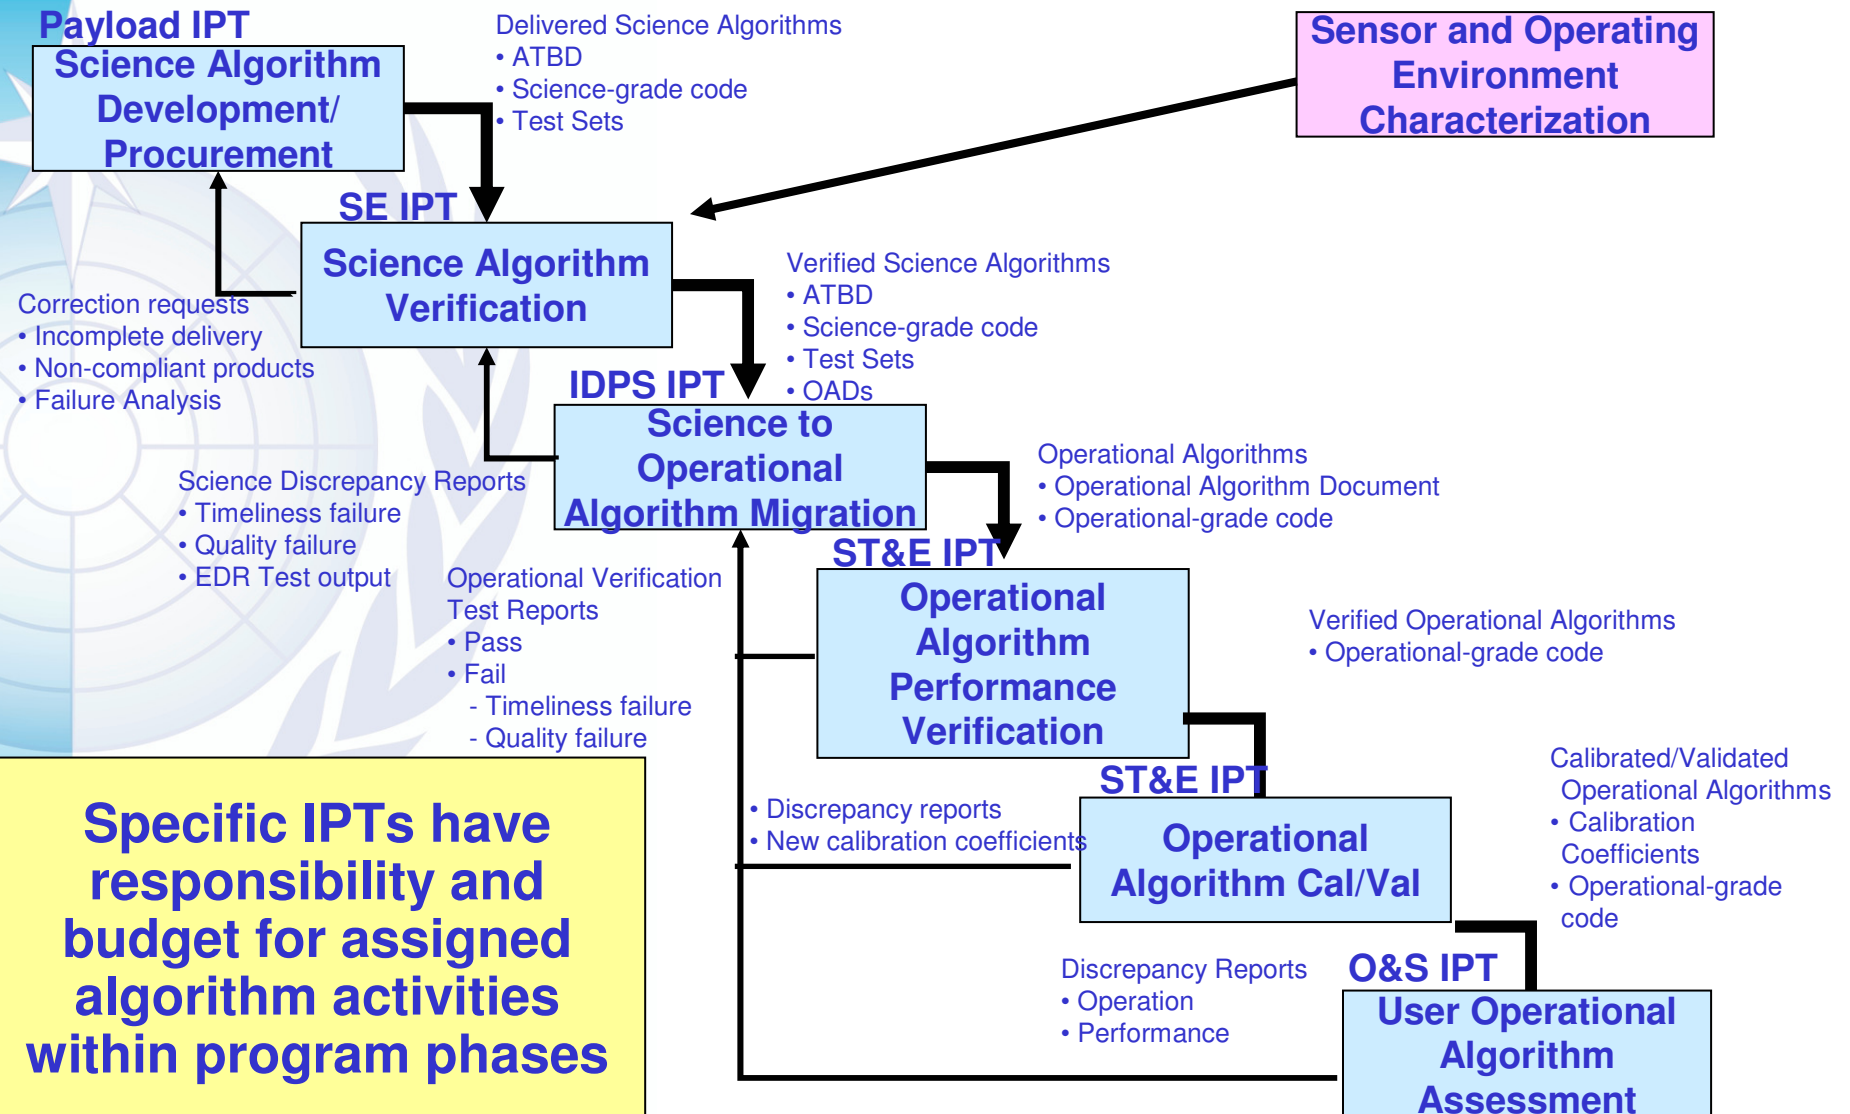 Payload IPT
Science Algorithm
Development/
Procurement
Delivered Science Algorithms
• ATBD
• Science-grade code
• Test Sets
Sensor and Operating
Environment
Characterization
SE IPT
Science Algorithm
Verification
Correction requests
• Incomplete delivery
• Non-compliant products
• Failure Analysis
Verified Science Algorithms
• ATBD
• Science-grade code
• Test Sets
• OADs
IDPS IPT
Science to
Operational
Algorithm Migration
Science Discrepancy Reports
• Timeliness failure
• Quality failure
• EDR Test output
Operational Algorithms
• Operational Algorithm Document
• Operational-grade code
ST&E IPT
Operational
Algorithm
Performance
Verification
Operational Verification
Test Reports
• Pass
• Fail
- Timeliness failure
- Quality failure
Verified Operational Algorithms
• Operational-grade code
ST&E IPT
Operational
Algorithm Cal/Val
• Discrepancy reports
• New calibration coefficients
Calibrated/Validated
Operational Algorithms
• Calibration
Coefficients
• Operational-grade
code
O&S IPT
User Operational
Algorithm
Assessment
Discrepancy Reports
• Operation
• Performance
Specific IPTs have
responsibility and
budget for assigned
algorithm activities
within program phases